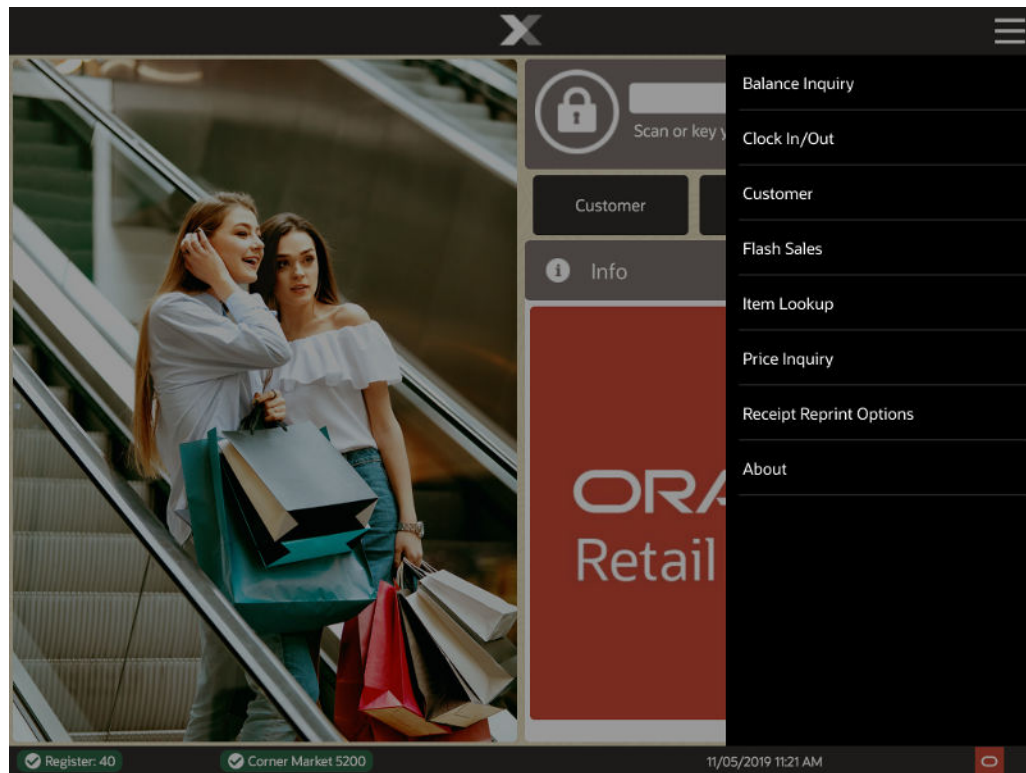 Scan or key
Customer
Info
Retail
Balance Inquiry
Clock In/Out
Customer
Flash Sales
Item Lookup
Price Inquiry
Receipt Reprint Options
About
Register: 40
Corner Market 5200
11/05/2019 11:21 AM